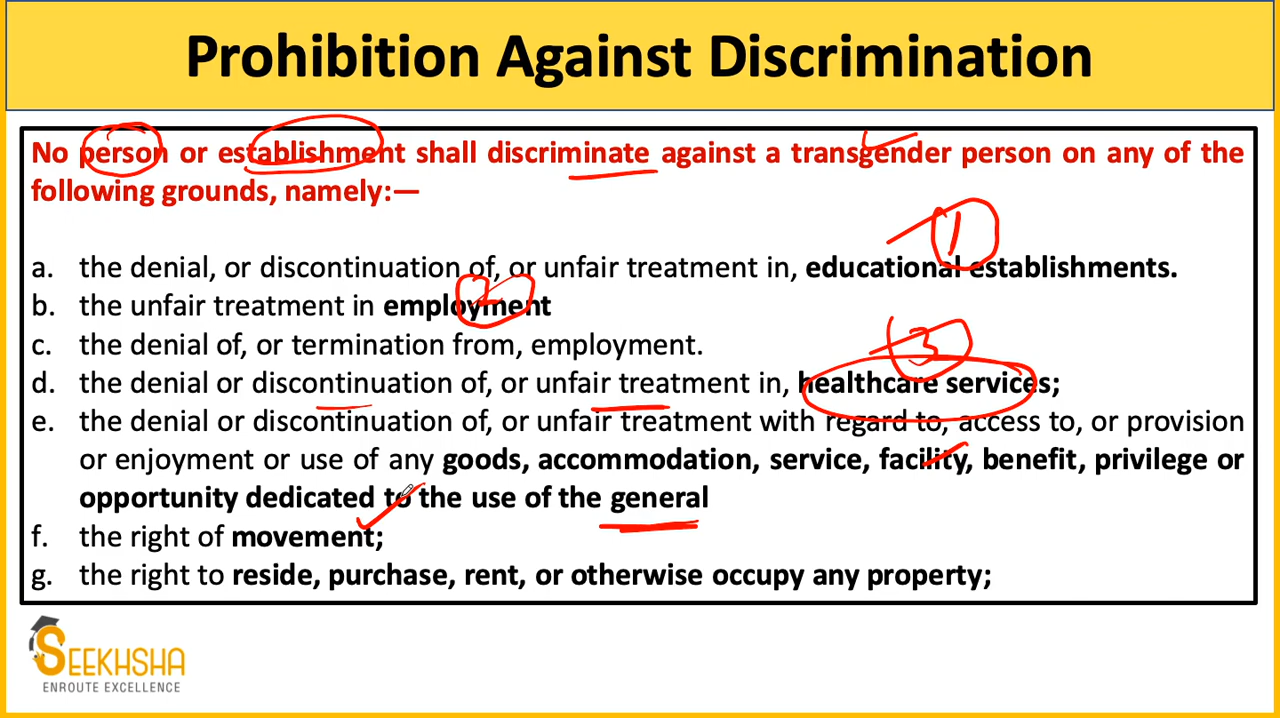 Prohibition Against Discrimination
No person or establishment shall discriminate against a transgender person on any of the
following grounds, namely:—
1
a. the denial, or discontinuation of, or unfair treatment in, educational establishments.
2
b. the unfair treatment in employment
3
c. the denial of, or termination from, employment.
d. the denial or discontinuation of, or unfair treatment in, healthcare services;
e. the denial or discontinuation of, or unfair treatment with regard to, access to, or provision
or enjoyment or use of any goods, accommodation, service, facility, benefit, privilege or
opportunity dedicated to the use of the general
f. the right of movement;
g. the right to reside, purchase, rent, or otherwise occupy any property;
SEEKHSHA
ENROUTE EXCELLENCE